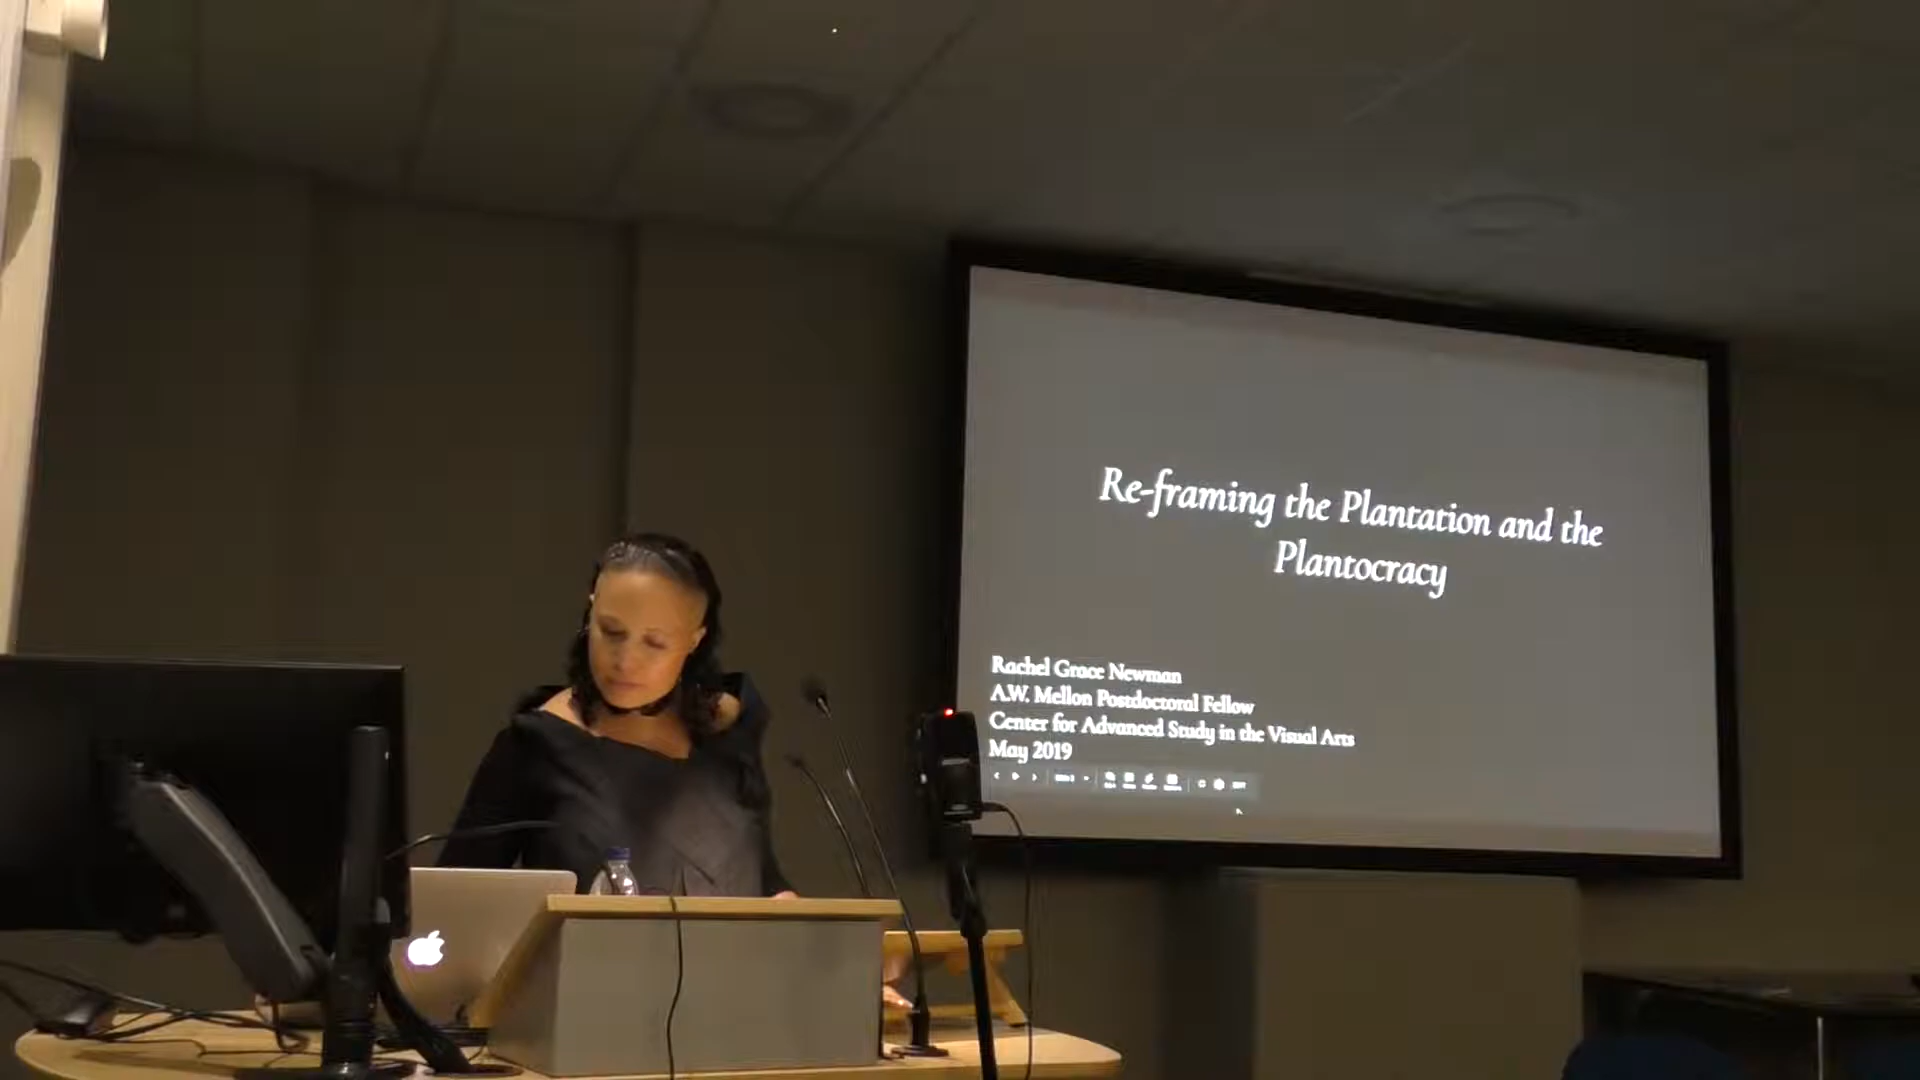 Re-framing the Plantation and the
Plantocracy
Rachel Grace Newman
A.W. Mellon Postdoctoral Fellow
Center for Advanced Study in the Visual Arts
May 2019